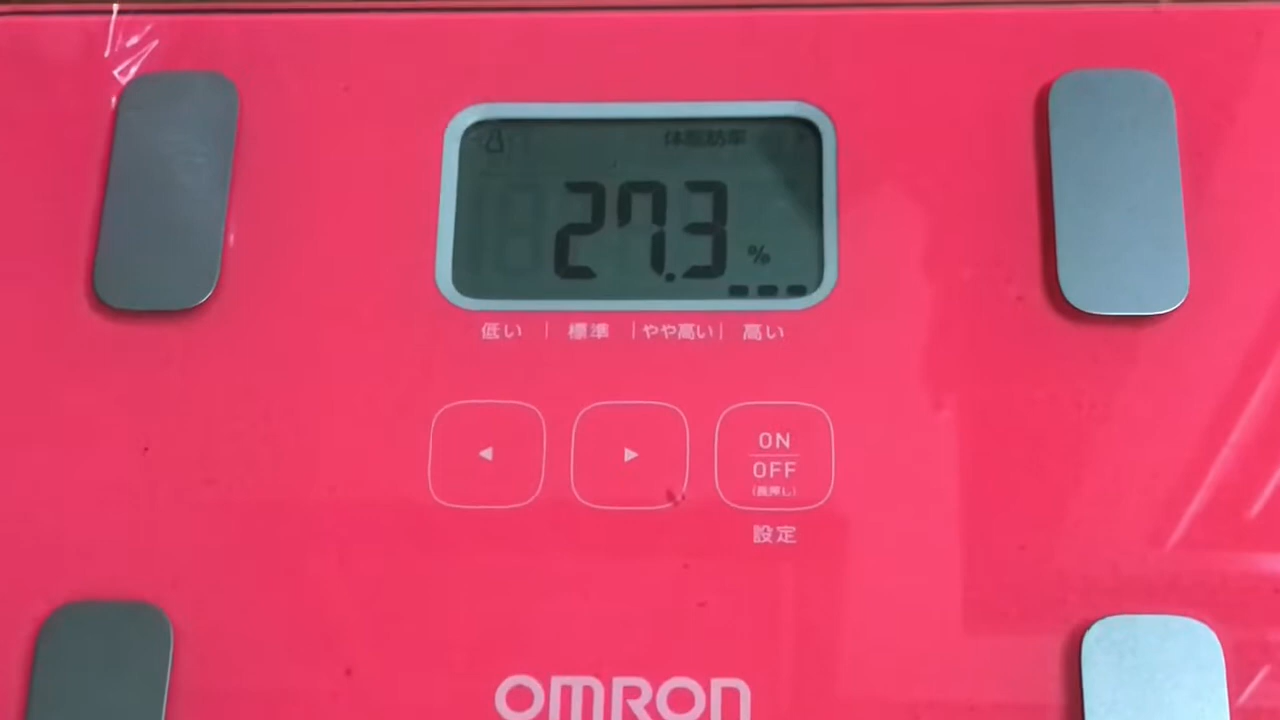 体脂肪率
27.3 %
低い | 標準 | やや高い | 高い
◀ ▶ ON
OFF
(長押し)
設定
OMRON